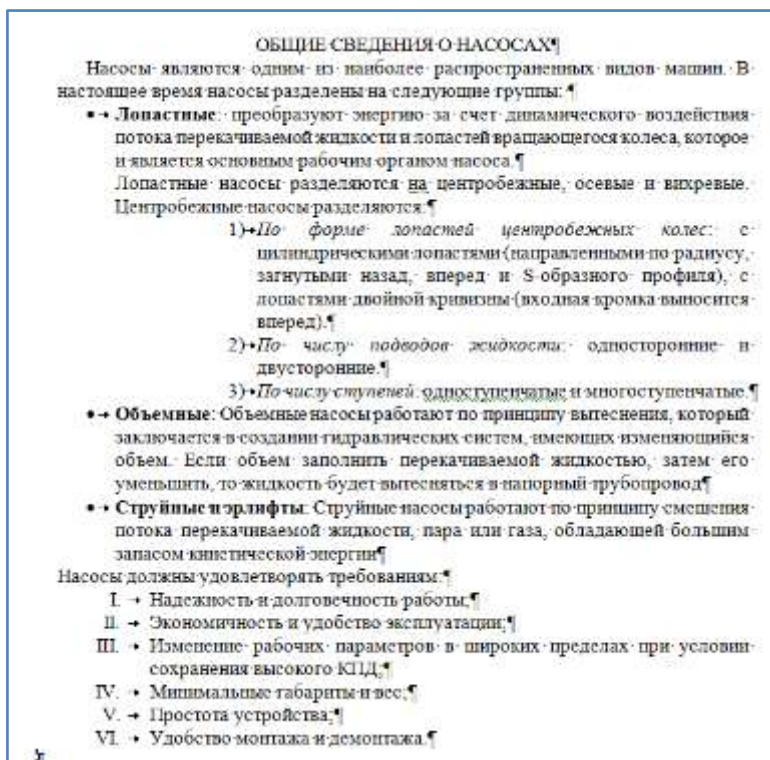 ОБЩИЕ СВЕДЕНИЯ О НАСОСАХ¶
Насосы являются одним из наиболее распространенных видов машин. В
настоящее время насосы разделены на следующие группы: ¶
• → Лопастные: преобразуют энергию за счет динамического воздействия
потока перекачиваемой жидкости и лопастей вращающегося колеса, которое
и является основным рабочим органом насоса.¶
Лопастные насосы разделяются на центробежные, осевые и вихревые.
Центробежные насосы разделяются:¶
1)→По форме лопастей центробежных колес: с
цилиндрическими лопастями (направленными по радиусу,
загнутыми назад, вперед и S-образного профиля), с
лопастями двойной кривизны (входная кромка выносится
вперед).¶
2)→По числу подводов жидкости: односторонние и
двусторонние.¶
3)→По числу ступеней: одноступенчатые и многоступенчатые.¶
• → Объемные: Объемные насосы работают по принципу вытеснения, который
заключается в создании гидравлических систем, имеющих изменяющийся
объем. Если объем заполнить перекачиваемой жидкостью, затем его
уменьшить, то жидкость будет вытесняться в напорный трубопровод¶
• → Струйные и эрлифты: Струйные насосы работают по принципу смешения
потока перекачиваемой жидкости, пара или газа, обладающей большим
запасом кинетической энергии¶
Насосы должны удовлетворять требованиям:¶
I. → Надежность и долговечность работы;¶
II. → Экономичность и удобство эксплуатации;¶
III. → Изменение рабочих параметров в широких пределах при условии
сохранения высокого КПД;¶
IV. → Минимальные габариты и вес;¶
V. → Простота устройства;¶
VI. → Удобство монтажа и демонтажа.¶